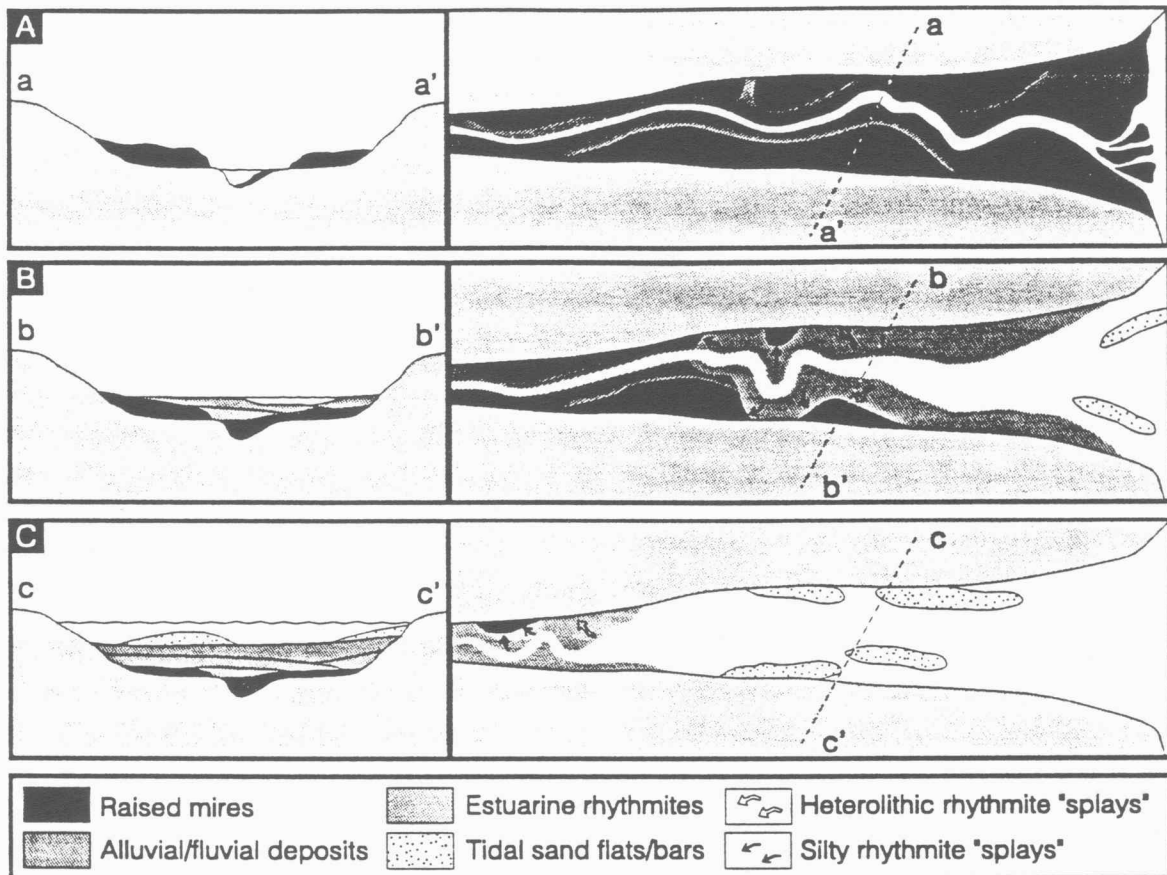 A
a
a'
a
a'
B
b
b'
b
b'
C
c
c'
c
c'
Raised mires
Estuarine rhythmites
Heterolithic rhythmite "splays"
Alluvial/fluvial deposits
Tidal sand flats/bars
Silty rhythmite "splays"